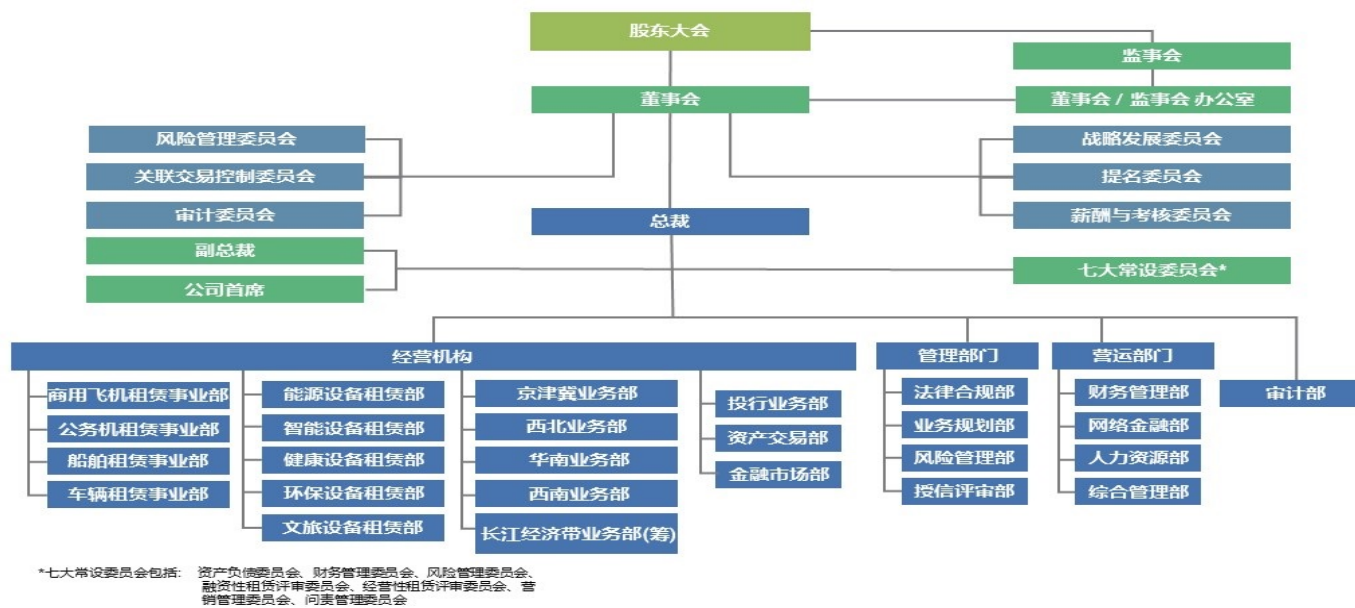 股东大会
监事会
董事会
董事会 / 监事会 办公室
风险管理委员会
关联交易控制委员会
审计委员会
战略发展委员会
提名委员会
薪酬与考核委员会
总裁
副总裁
公司首席
七大常设委员会*
经营机构
商用飞机租赁事业部
公务机租赁事业部
船舶租赁事业部
车辆租赁事业部
能源设备租赁部
智能设备租赁部
健康设备租赁部
环保设备租赁部
文旅设备租赁部
京津冀业务部
西北业务部
华南业务部
西南业务部
长江经济带业务部(筹)
投行业务部
资产交易部
金融市场部
管理部门
法律合规部
业务规划部
风险管理部
授信评审部
营运部门
财务管理部
网络金融部
人力资源部
综合管理部
审计部
*七大常设委员会包括: 资产负债委员会、财务管理委员会、风险管理委员会、
融资性租赁评审委员会、经营性租赁评审委员会、营
销管理委员会、问责管理委员会